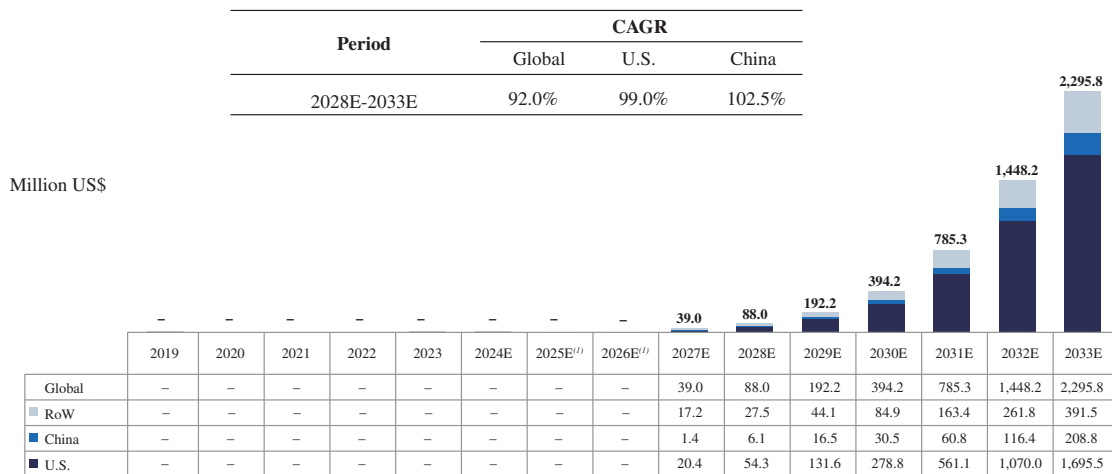 Period CAGR
Global U.S. China
2028E-2033E 92.0% 99.0% 102.5%
Million US$
– – – – – – – – 39.0 88.0 192.2 394.2 785.3 1,448.2 2,295.8
2019 2020 2021 2022 2023 2024E 2025E(1) 2026E(1) 2027E 2028E 2029E 2030E 2031E 2032E 2033E
Global – – – – – – – – 39.0 88.0 192.2 394.2 785.3 1,448.2 2,295.8
RoW – – – – – – – – 17.2 27.5 44.1 84.9 163.4 261.8 391.5
China – – – – – – – – 1.4 6.1 16.5 30.5 60.8 116.4 208.8
U.S. – – – – – – – – 20.4 54.3 131.6 278.8 561.1 1,070.0 1,695.5